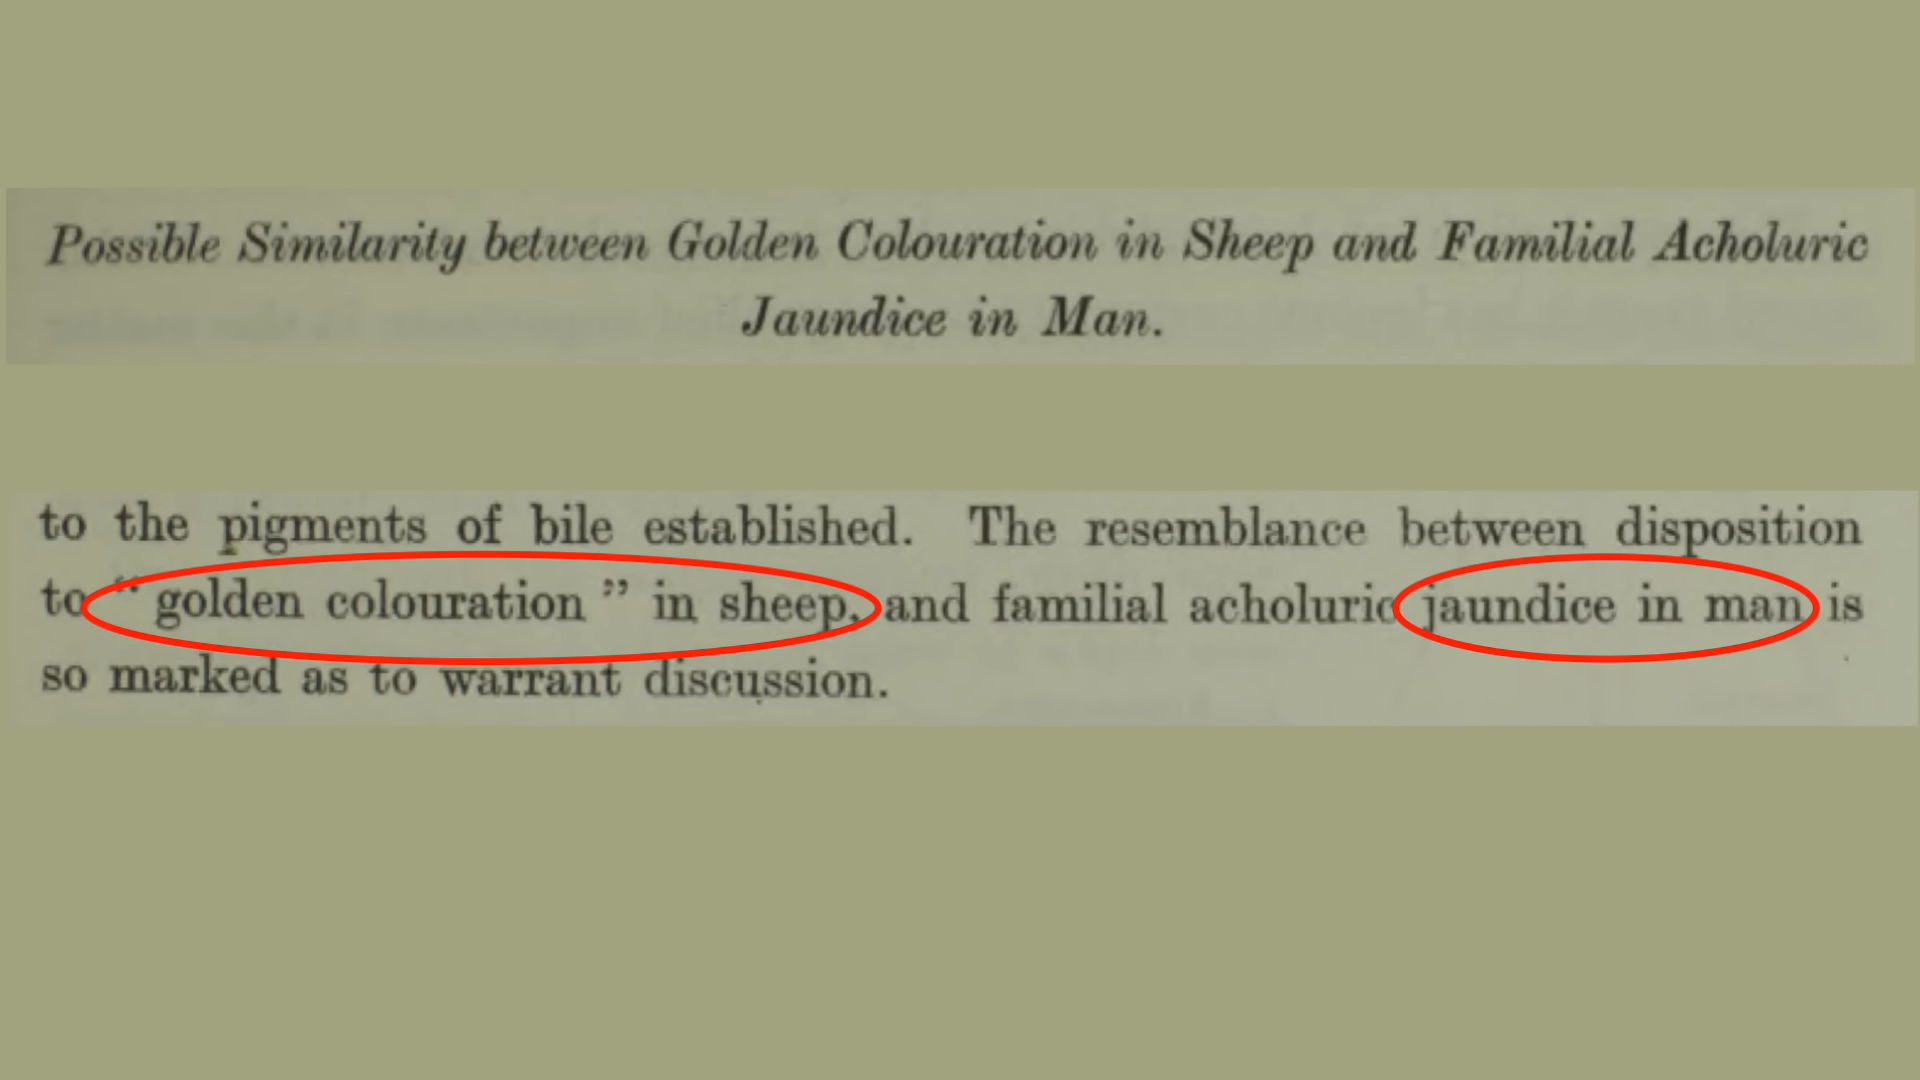 Possible Similarity between Golden Colouration in Sheep and Familial Acholuric
Jaundice in Man.
to the pigments of bile established. The resemblance between disposition
to “ golden colouration ” in sheep, and familial acholuric jaundice in man is
so marked as to warrant discussion.